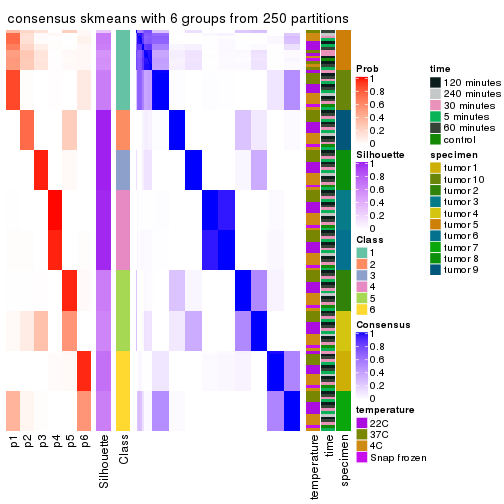 consensus skmeans with 6 groups from 250 partitions
Prob
1
0.8
0.6
0.4
0.2
0
Silhouette
1
0.8
0.6
0.4
0.2
0
Class
1
2
3
4
5
6
Consensus
1
0.8
0.6
0.4
0.2
0
temperature
22C
37C
4C
Snap frozen
time
120 minutes
240 minutes
30 minutes
5 minutes
60 minutes
control
specimen
tumor 1
tumor 10
tumor 2
tumor 3
tumor 4
tumor 5
tumor 6
tumor 7
tumor 8
tumor 9
p1
p2
p3
p4
p5
p6
Silhouette
Class
temperature
time
specimen